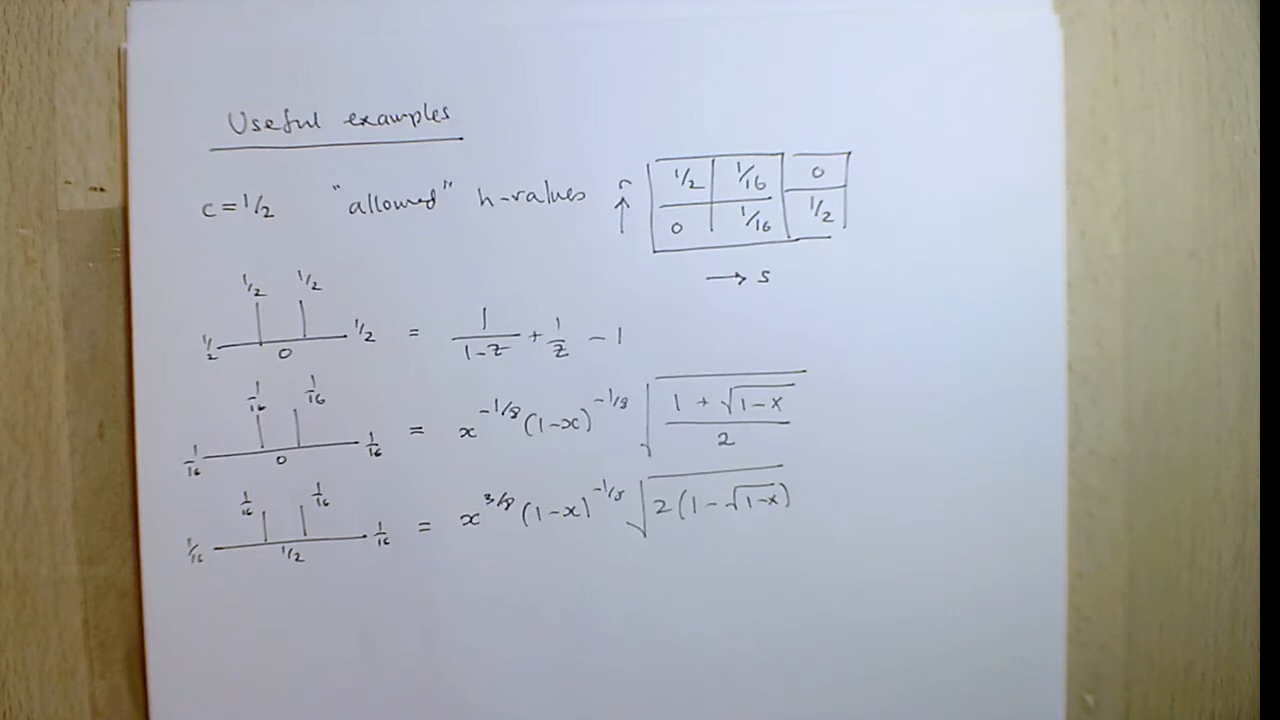 Useful examples
c = 1/2 "allowed" h-values r ↑ 1/2 1/16 0
0 1/16 1/2
→ s
1/2 1/2
1/2 0 1/2 = 1/(1-z) + 1/z - 1
1/16 1/16
1/16 0 1/16 = x^{-1/8} (1-x)^{-1/8} √((1 + √(1-x))/2)
1/16 1/16
1/16 1/2 1/16 = x^{3/8} (1-x)^{-1/8} √(2(1-√(1-x)))